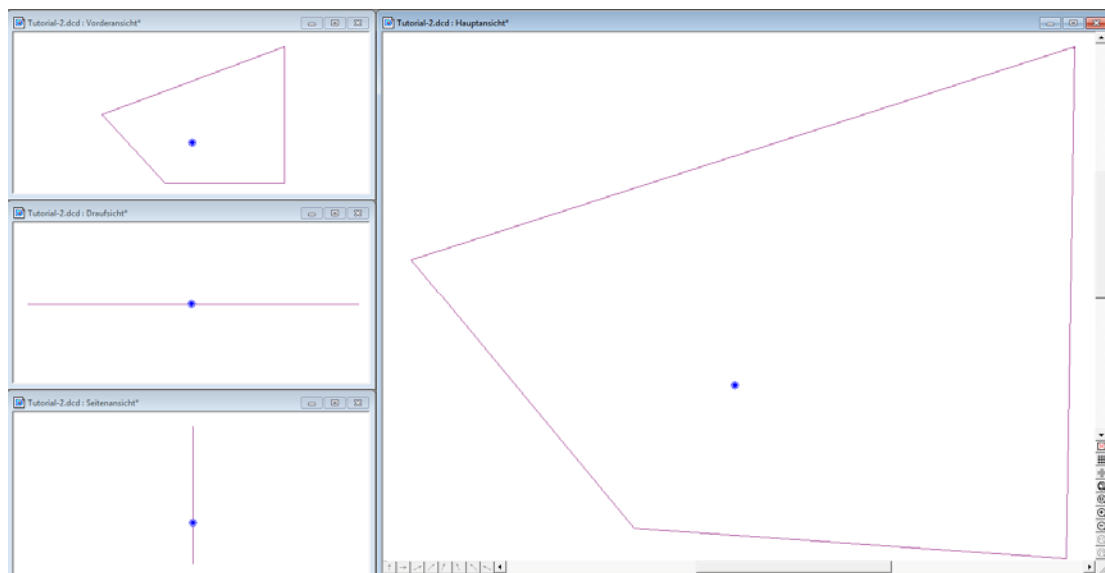 Tutorial-2.dcd : Vorderansicht*
Tutorial-2.dcd : Hauptansicht*
Tutorial-2.dcd : Draufsicht*
Tutorial-2.dcd : Seitenansicht*